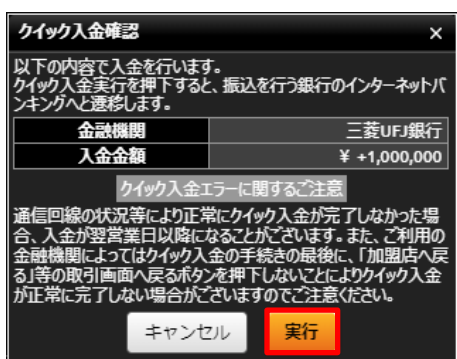 クイック入金確認 ×
以下の内容で入金を行います。
クイック入金実行を押下すると、振込を行う銀行のインターネットバ
ンキングへと遷移します。
金融機関 三菱UFJ銀行
入金金額 ¥ +1,000,000
クイック入金エラーに関するご注意
通信回線の状況等により正常にクイック入金が完了しなかった場
合、入金が翌営業日以降になることがございます。また、ご利用の
金融機関によってはクイック入金の手続きの最後に、「加盟店へ戻
る」等の取引画面へ戻るボタンを押下しないことによりクイック入金
が正常に完了しない場合がございますのでご注意ください。
キャンセル 実行